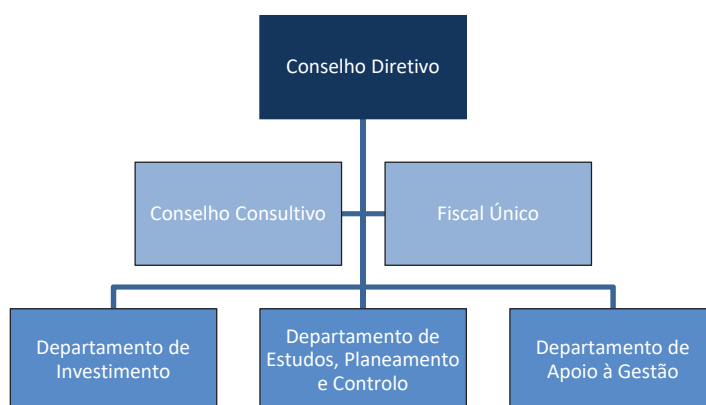 Conselho Diretivo
Conselho Consultivo
Fiscal Único
Departamento de
Investimento
Departamento de
Estudos, Planeamento
e Controlo
Departamento de
Apoio à Gestão